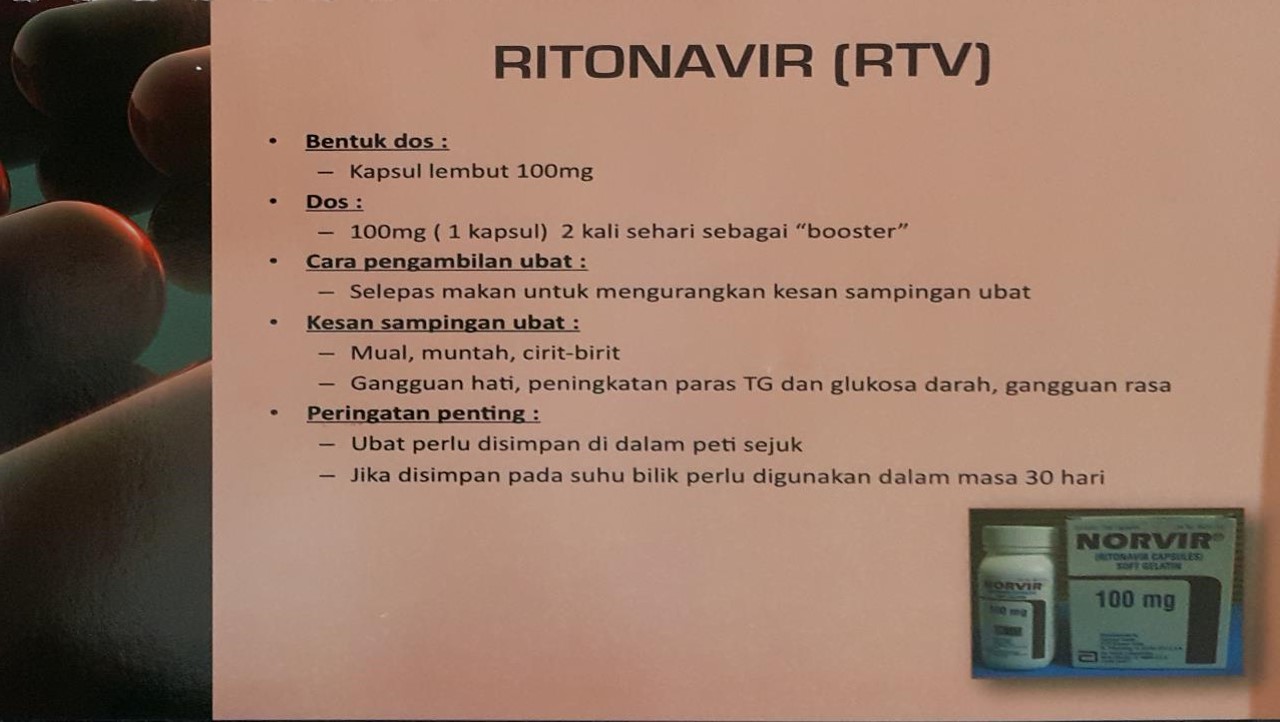 RITONAVIR (RTV)
• Bentuk dos :
– Kapsul lembut 100mg
• Dos :
– 100mg ( 1 kapsul) 2 kali sehari sebagai “booster”
• Cara pengambilan ubat :
– Selepas makan untuk mengurangkan kesan sampingan ubat
• Kesan sampingan ubat :
– Mual, muntah, cirit-birit
– Gangguan hati, peningkatan paras TG dan glukosa darah, gangguan rasa
• Peringatan penting :
– Ubat perlu disimpan di dalam peti sejuk
– Jika disimpan pada suhu bilik perlu digunakan dalam masa 30 hari
NORVIR
100 mg
NORVIR®
(RITONAVIR CAPSULES)
SOFT GELATIN
100 mg